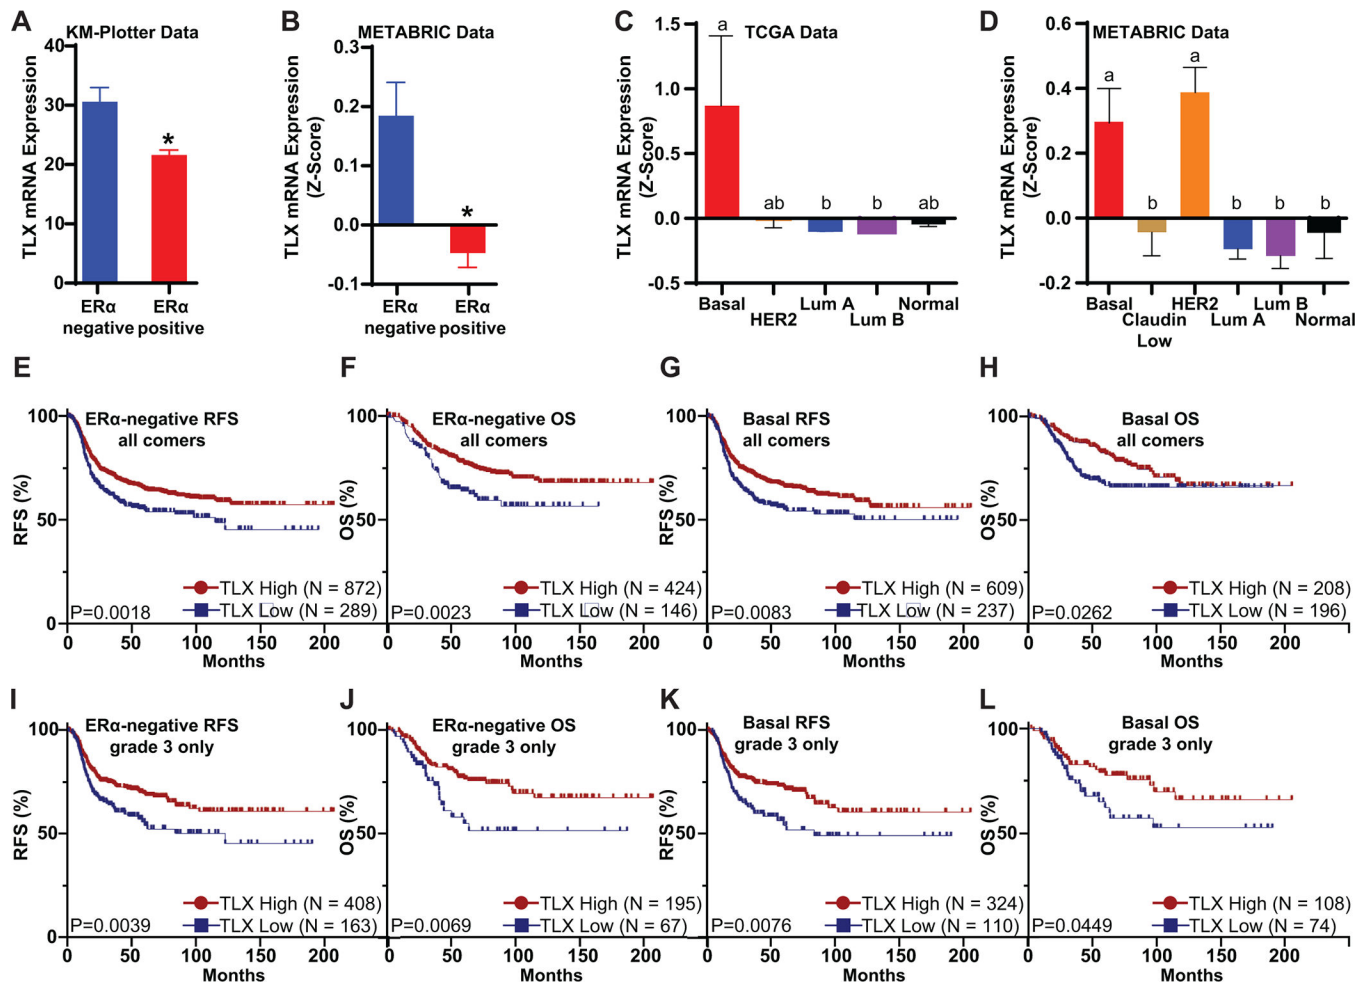 A
KM-Plotter Data
TLX mRNA Expression
40
30
20
10
0
*
ERα
negative
ERα
positive
B
METABRIC Data
TLX mRNA Expression
(Z-Score)
0.3
0.2
0.1
0.0
-0.1
*
ERα
negative
ERα
positive
C
TCGA Data
TLX mRNA Expression
(Z-Score)
1.5
1.0
0.5
0.0
-0.5
a
ab
b
b
ab
Basal
HER2
Lum A
Lum B
Normal
D
METABRIC Data
TLX mRNA Expression
(Z-Score)
0.6
0.4
0.2
0.0
-0.2
a
b
a
b
b
b
Basal
Claudin
Low
HER2
Lum A
Lum B
Normal
E
ERα-negative RFS
all comers
RFS (%)
100
50
0
TLX High (N = 872)
TLX Low (N = 289)
P=0.0018
0 50 100 150 200
Months
F
ERα-negative OS
all comers
OS (%)
100
50
0
TLX High (N = 424)
TLX Low (N = 146)
P=0.0023
0 50 100 150 200
Months
G
Basal RFS
all comers
RFS (%)
100
50
0
TLX High (N = 609)
TLX Low (N = 237)
P=0.0083
0 50 100 150 200
Months
H
Basal OS
all comers
OS (%)
100
50
0
TLX High (N = 208)
TLX Low (N = 196)
P=0.0262
0 50 100 150 200 250
Months
I
ERα-negative RFS
grade 3 only
RFS (%)
100
50
0
TLX High (N = 408)
TLX Low (N = 163)
P=0.0039
0 50 100 150 200
Months
J
ERα-negative OS
grade 3 only
OS (%)
100
50
0
TLX High (N = 195)
TLX Low (N = 67)
P=0.0069
0 50 100 150 200
Months
K
Basal RFS
grade 3 only
RFS (%)
100
50
0
TLX High (N = 324)
TLX Low (N = 110)
P=0.0076
0 50 100 150 200
Months
L
Basal OS
grade 3 only
OS (%)
100
50
0
TLX High (N = 108)
TLX Low (N = 74)
P=0.0449
0 50 100 150 200 250
Months